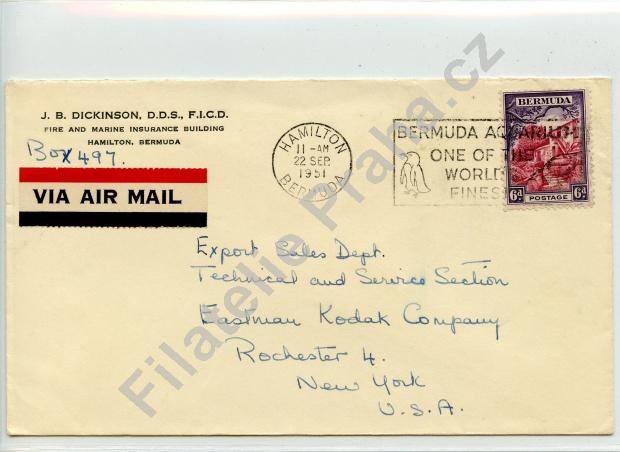 J. B. DICKINSON, D.D.S., F.I.C.D.
FIRE AND MARINE INSURANCE BUILDING
HAMILTON, BERMUDA
Box 497.
VIA AIR MAIL
HAMILTON
11 - AM
22 SEP
1951
BERMUDA
BERMUDA AQUARIUM
ONE OF THE
WORLD'S
FINEST
BERMUDA
6d POSTAGE 6d
Export Sales Dept.
Technical and Service Section
Eastman Kodak Company
Rochester 4.
New York
U.S.A.
Filatelie Praha.cz